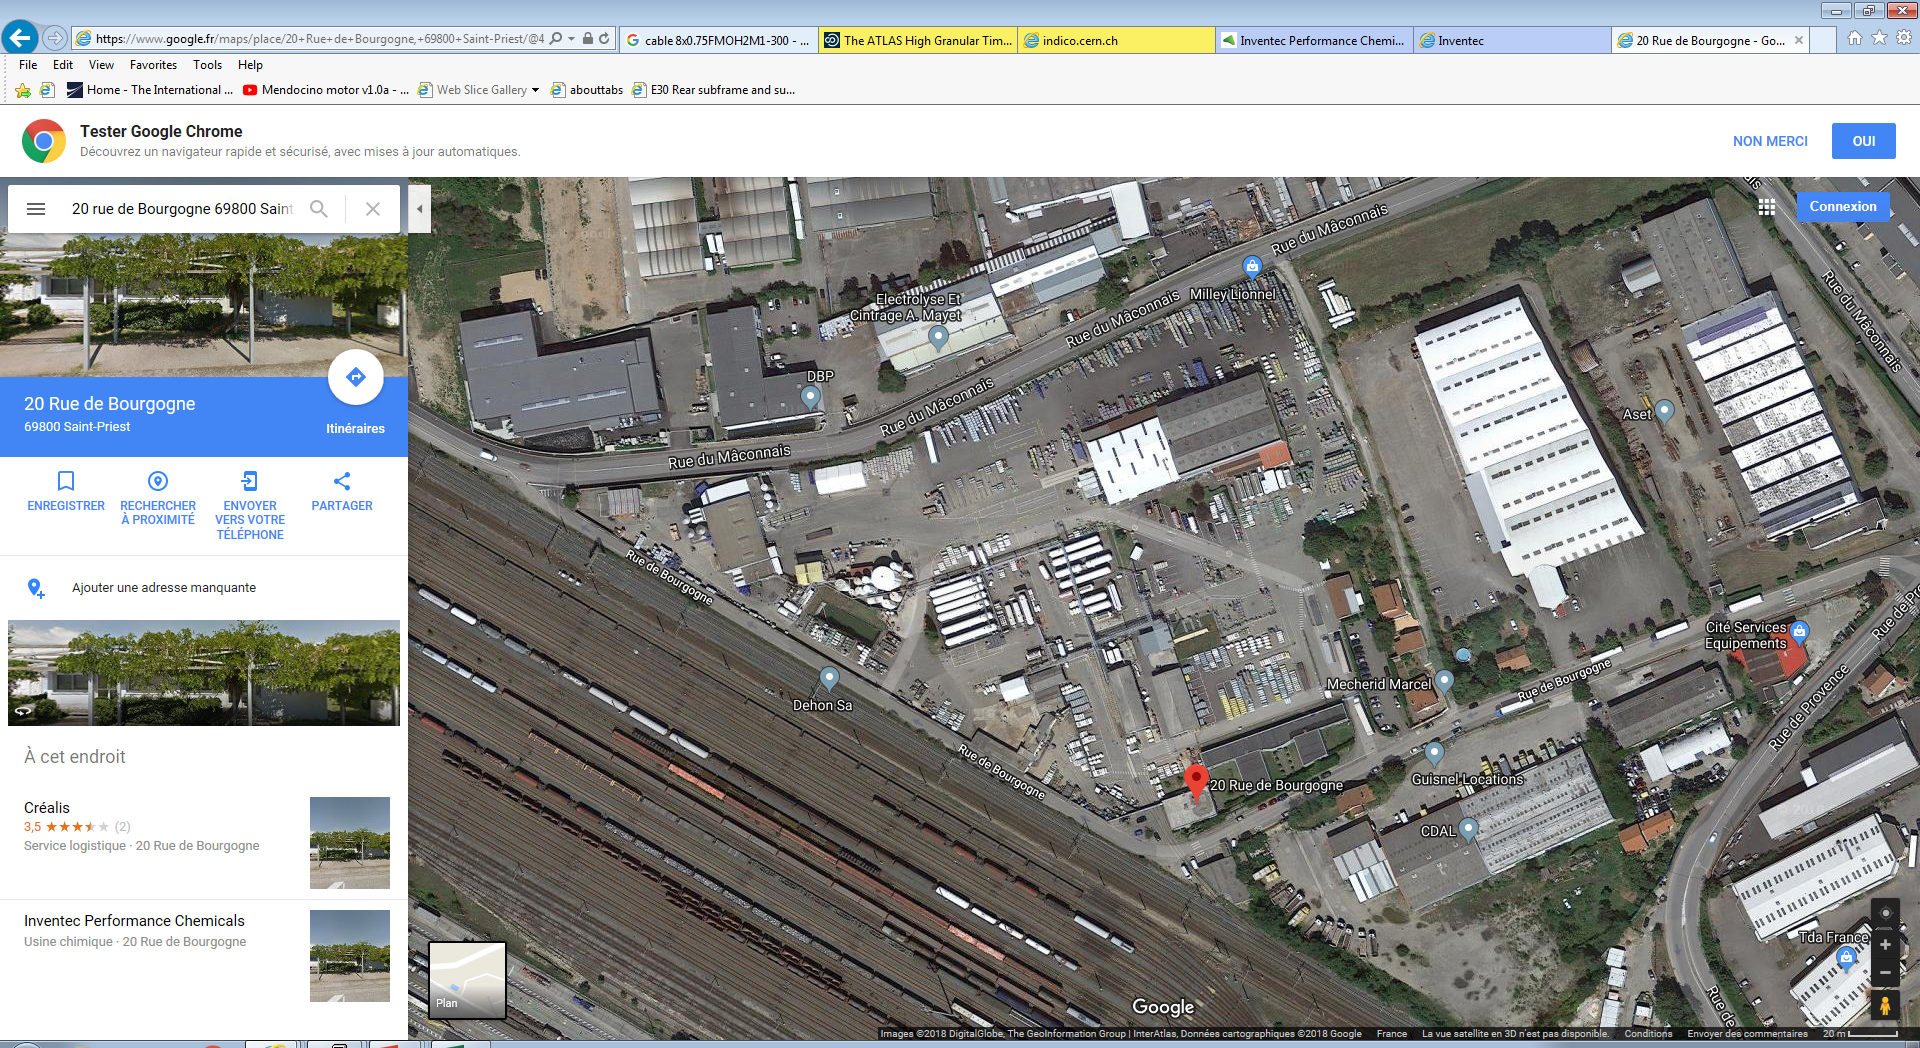 https://www.google.fr/maps/place/20+Rue+de+Bourgogne,+69800+Saint-Priest/@4
cable 8x0.75FMOH2M1-300 - ...
The ATLAS High Granular Tim...
indico.cern.ch
Inventec Performance Chemi...
Inventec
20 Rue de Bourgogne - Go...
File Edit View Favorites Tools Help
Home - The International ...
Mendocino motor v1.0a - ...
Web Slice Gallery
abouttabs
E30 Rear subframe and su...
Tester Google Chrome
Découvrez un navigateur rapide et sécurisé, avec mises à jour automatiques.
NON MERCI
OUI
20 rue de Bourgogne 69800 Saint
Connexion
20 Rue de Bourgogne
69800 Saint-Priest
Itinéraires
ENREGISTRER
RECHERCHER
À PROXIMITÉ
ENVOYER
VERS VOTRE
TÉLÉPHONE
PARTAGER
Ajouter une adresse manquante
À cet endroit
Créalis
3,5 (2)
Service logistique · 20 Rue de Bourgogne
Inventec Performance Chemicals
Usine chimique · 20 Rue de Bourgogne
Rue du Mâconnais
Milley Lionnel
Rue du Mâconnais
Electrolyse Et
Cintrage A. Mayet
Rue du Mâconnais
DBP
Rue du Mâconnais
Rue du Mâconnais
Aset
Rue de Bourgogne
Cité Services
Equipements
Rue de Pro
Rue de Bourgogne
Mecherid Marcel
Dehon Sa
Rue de Provence
Rue de Bourgogne
20 Rue de Bourgogne
Guisnel Locations
CDAL
Tda France
Rue de
Plan
Google
Images ©2018 DigitalGlobe, The GeoInformation Group | InterAtlas, Données cartographiques ©2018 Google France La vue satellite en 3D n'est pas disponible. Conditions Envoyer des commentaires 20 m